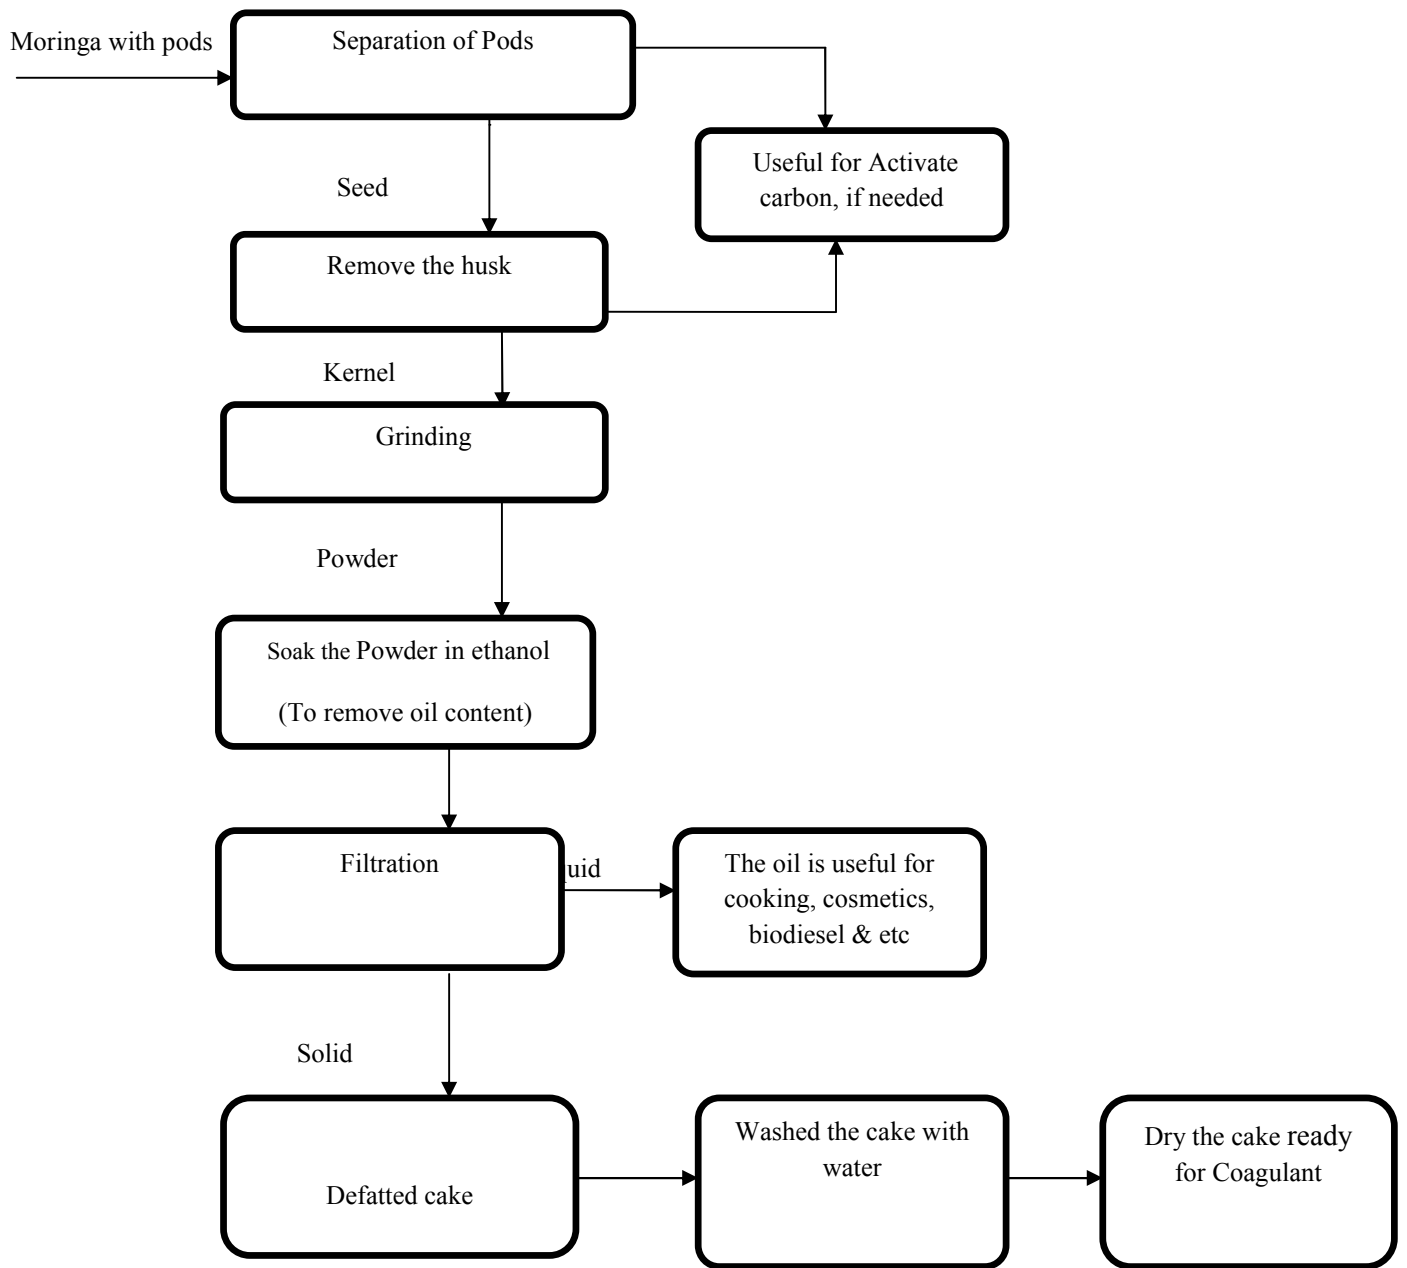 Moringa with pods
Separation of Pods
Useful for Activate
carbon, if needed
Seed
Remove the husk
Kernel
Grinding
Powder
Soak the Powder in ethanol
(To remove oil content)
Filtration
uid
The oil is useful for
cooking, cosmetics,
biodiesel & etc
Solid
Defatted cake
Washed the cake with
water
Dry the cake ready
for Coagulant